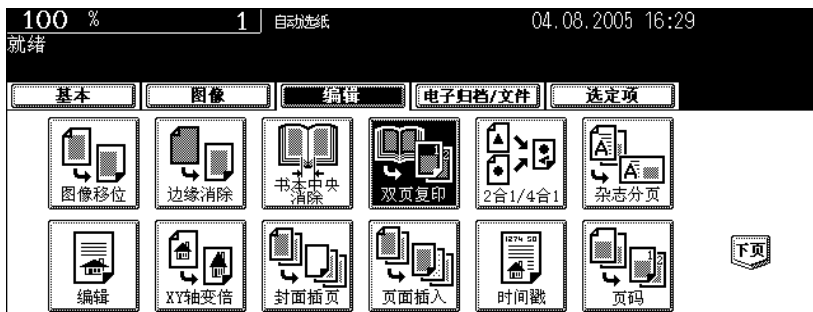 100 % 1 自动选纸 04.08.2005 16:29
就绪
基本 图像 编辑 电子归档/文件 选定项
图像移位 边缘消除 书本中央消除 双页复印 2合1/4合1 杂志分页
下页
编辑 XY轴变倍 封面插页 页面插入 时间戳 页码